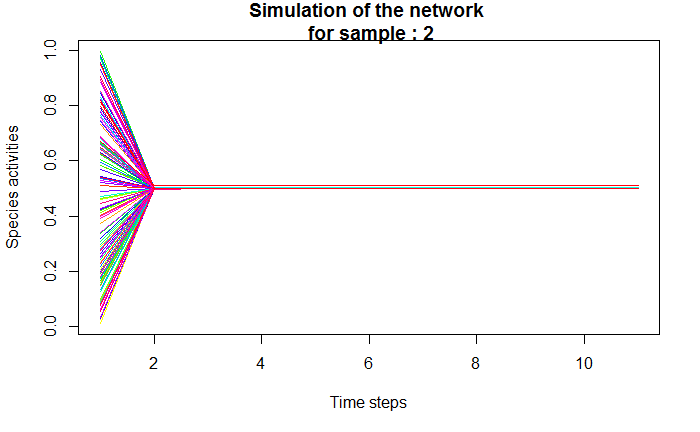 Simulation of the network
for sample : 2
1.0
0.8
0.6
0.4
0.2
0.0
Species activities
2
4
6
8
10
Time steps